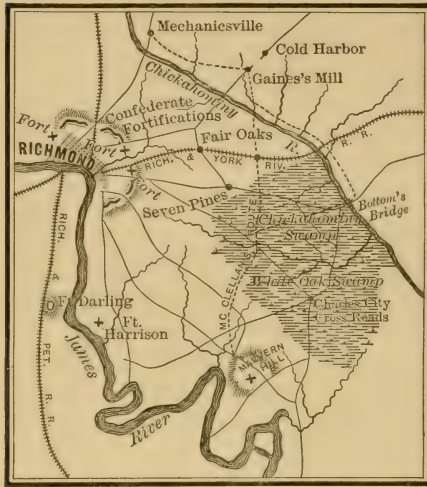 Mechanicsville
Cold Harbor
Gaines's Mill
Chickahominy
R.
Fort
Confederate
Fortifications
Fort
Fair Oaks
R. R.
RICHMOND
RICH. & YORK RIV.
Fort
Seven Pines
Bottom's
Bridge
Chickahominy
Swamp
MC CLELLAN'S ROUTE
RICH. & PET. R. R.
White Oak Swamp
Ft. Darling
Charles City
Cross Roads
Ft.
Harrison
MALVERN
HILL
James
River